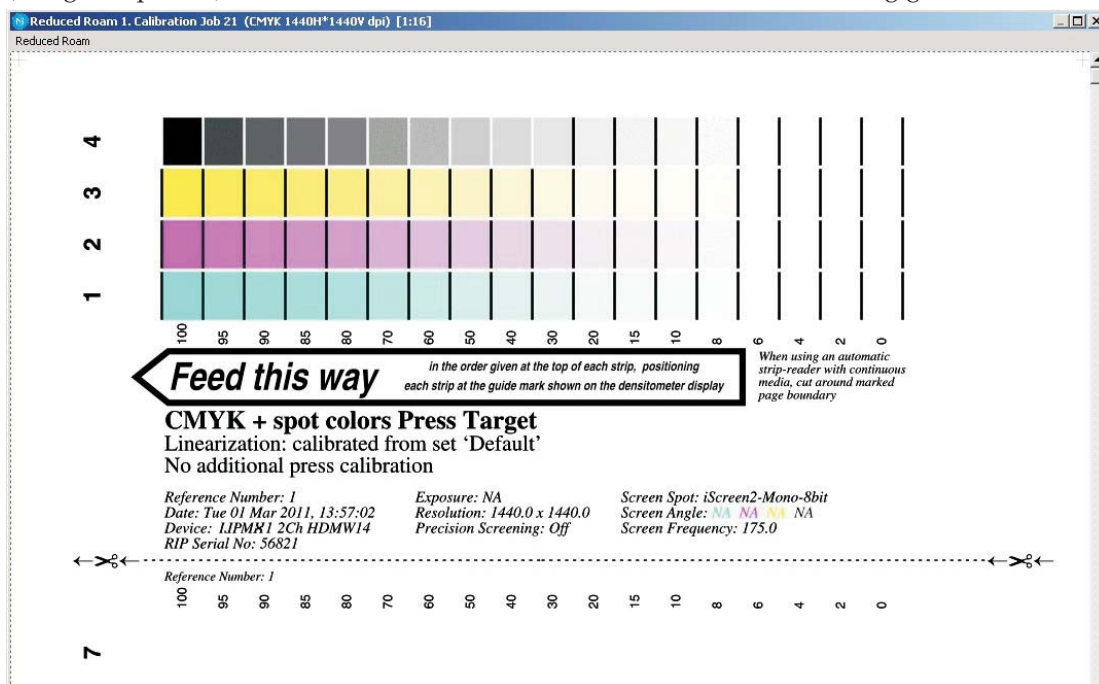 Reduced Roam 1. Calibration Job 21 (CMYK 1440H*1440V dpi) [1:16]
Reduced Roam
4
3
2
1
100 95 90 85 80 70 60 50 40 30 20 15 10 8 6 4 2 0
Feed this way
in the order given at the top of each strip, positioning
each strip at the guide mark shown on the densitometer display
When using an automatic
strip-reader with continuous
media, cut around marked
page boundary
CMYK + spot colors Press Target
Linearization: calibrated from set ‘Default’
No additional press calibration
Reference Number: 1
Date: Tue 01 Mar 2011, 13:57:02
RIP Serial No: 56821
Exposure: NA
Resolution: 1440.0 x 1440.0
Precision Screening: Off
Screen Spot: iScreen2-Mono-8bit
Screen Angle: NA NA NA NA
Screen Frequency: 175.0
Reference Number: 1
100 95 90 85 80 70 60 50 40 30 20 15 10 8 6 4 2 0
7